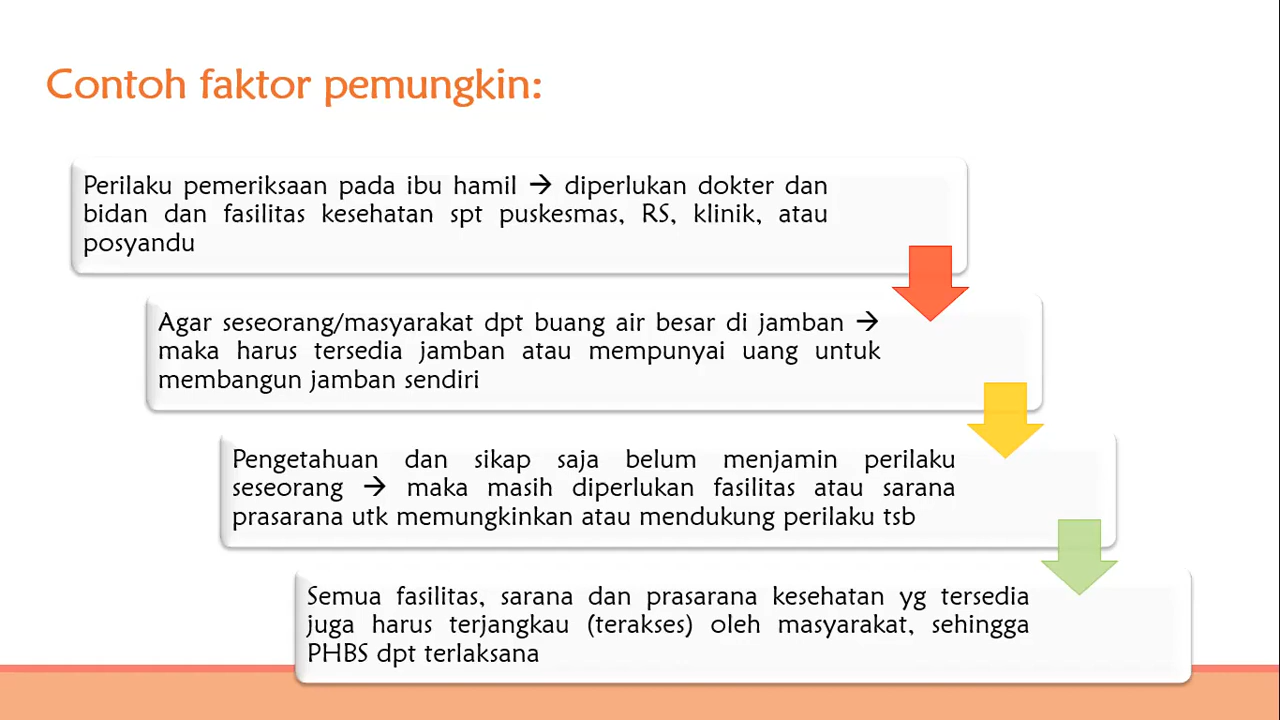 Contoh faktor pemungkin:
Perilaku pemeriksaan pada ibu hamil → diperlukan dokter dan
bidan dan fasilitas kesehatan spt puskesmas, RS, klinik, atau
posyandu
Agar seseorang/masyarakat dpt buang air besar di jamban →
maka harus tersedia jamban atau mempunyai uang untuk
membangun jamban sendiri
Pengetahuan dan sikap saja belum menjamin perilaku
seseorang → maka masih diperlukan fasilitas atau sarana
prasarana utk memungkinkan atau mendukung perilaku tsb
Semua fasilitas, sarana dan prasarana kesehatan yg tersedia
juga harus terjangkau (terakses) oleh masyarakat, sehingga
PHBS dpt terlaksana